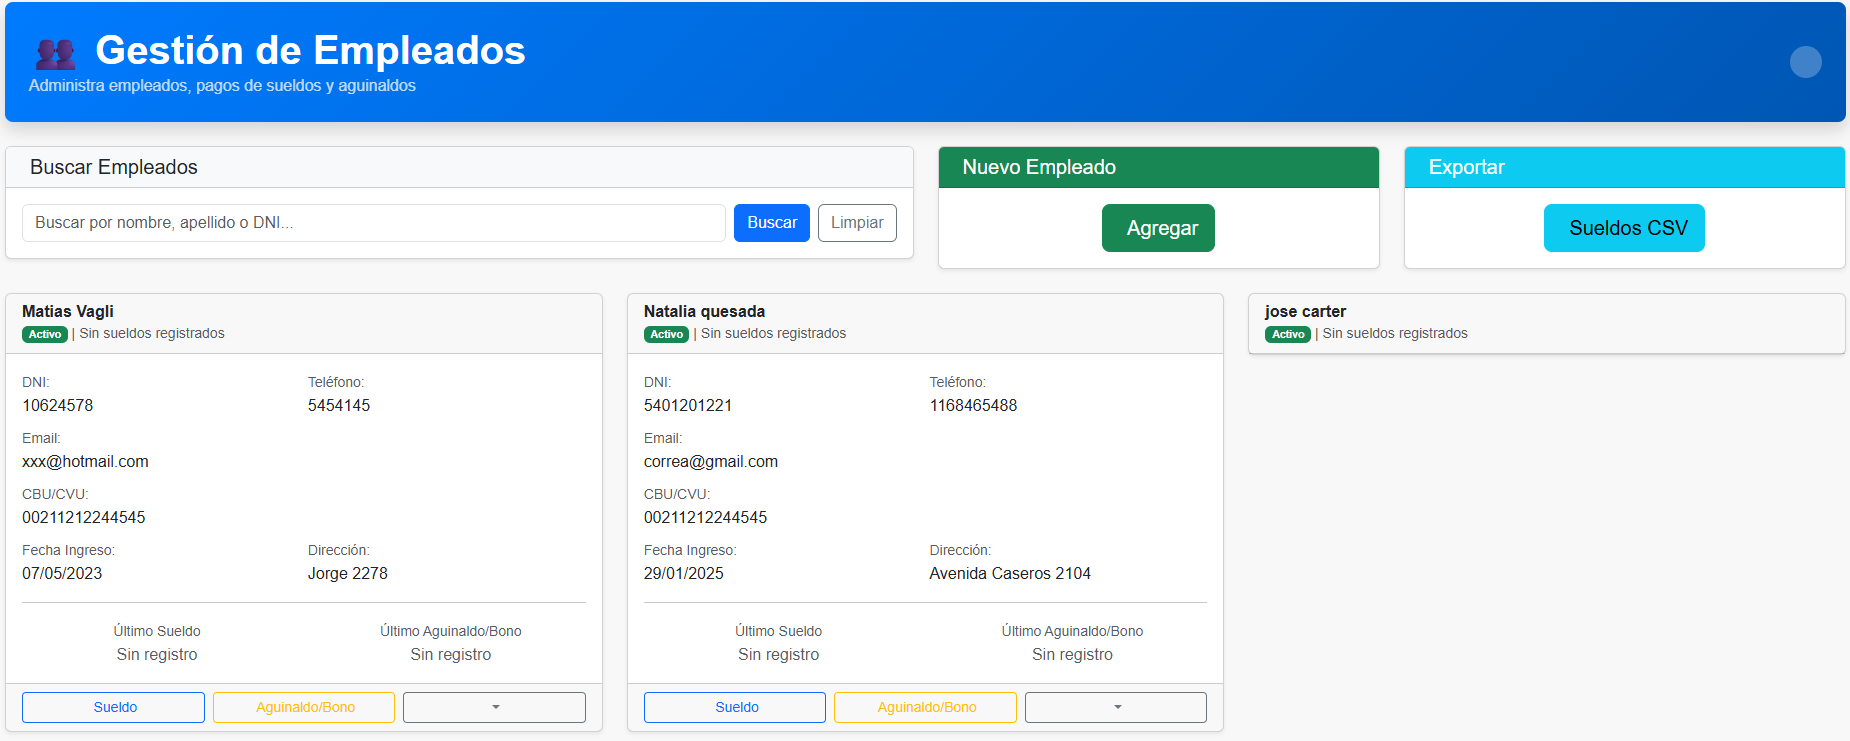 Gestión de Empleados
Administra empleados, pagos de sueldos y aguinaldos
Buscar Empleados
Buscar por nombre, apellido o DNI...
Buscar
Limpiar
Nuevo Empleado
Agregar
Exportar
Sueldos CSV
Matias Vagli
Activo | Sin sueldos registrados
DNI:
10624578
Teléfono:
5454145
Email:
xxx@hotmail.com
CBU/CVU:
00211212244545
Fecha Ingreso:
07/05/2023
Dirección:
Jorge 2278
Último Sueldo
Sin registro
Último Aguinaldo/Bono
Sin registro
Sueldo
Aguinaldo/Bono
Natalia quesada
Activo | Sin sueldos registrados
DNI:
5401201221
Teléfono:
1168465488
Email:
correa@gmail.com
CBU/CVU:
00211212244545
Fecha Ingreso:
29/01/2025
Dirección:
Avenida Caseros 2104
Último Sueldo
Sin registro
Último Aguinaldo/Bono
Sin registro
Sueldo
Aguinaldo/Bono
jose carter
Activo | Sin sueldos registrados